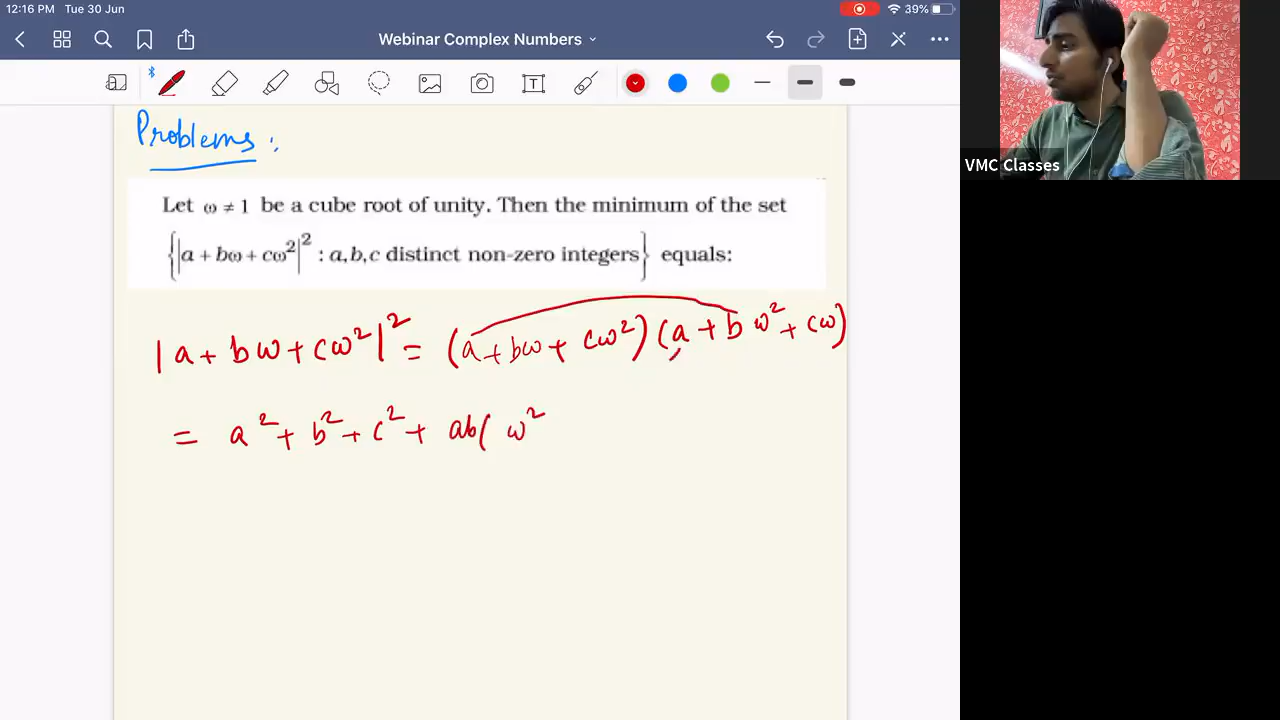 12:16 PM Tue 30 Jun
39%
Webinar Complex Numbers
T
Problems :
Let ω ≠ 1 be a cube root of unity. Then the minimum of the set
{|a + bω + cω²|² : a, b, c distinct non-zero integers} equals:
|a + bω + cω²|² = (a + bω + cω²)(a + bω² + cω)
= a² + b² + c² + ab( ω²
VMC Classes